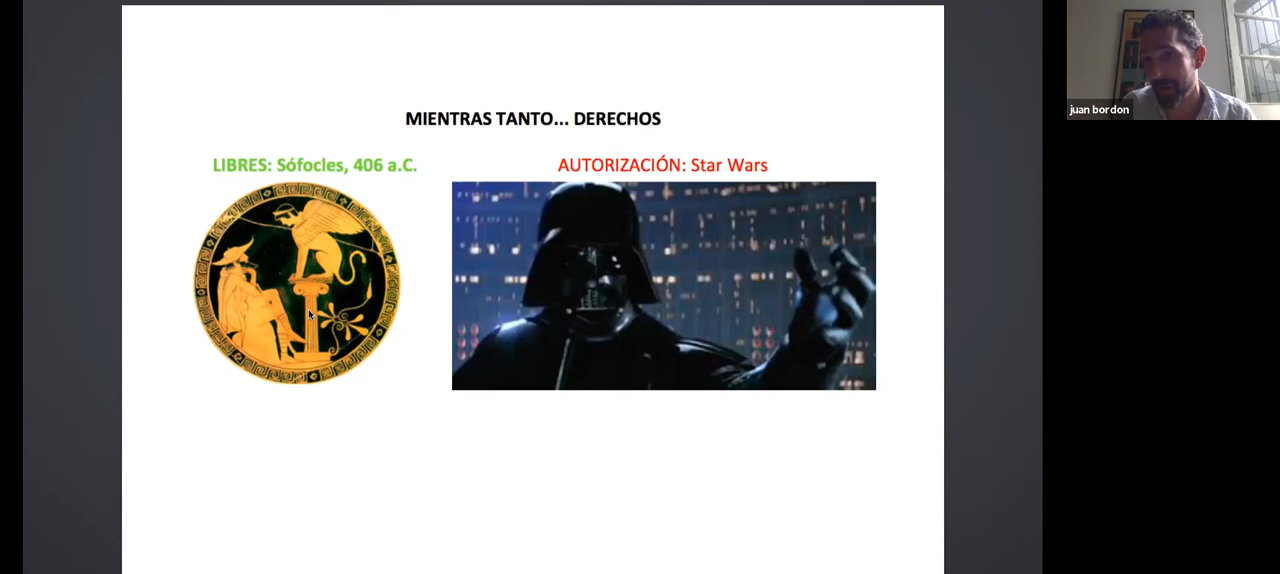 MIENTRAS TANTO... DERECHOS
LIBRES: Sófocles, 406 a.C.
AUTORIZACIÓN: Star Wars
juan bordon